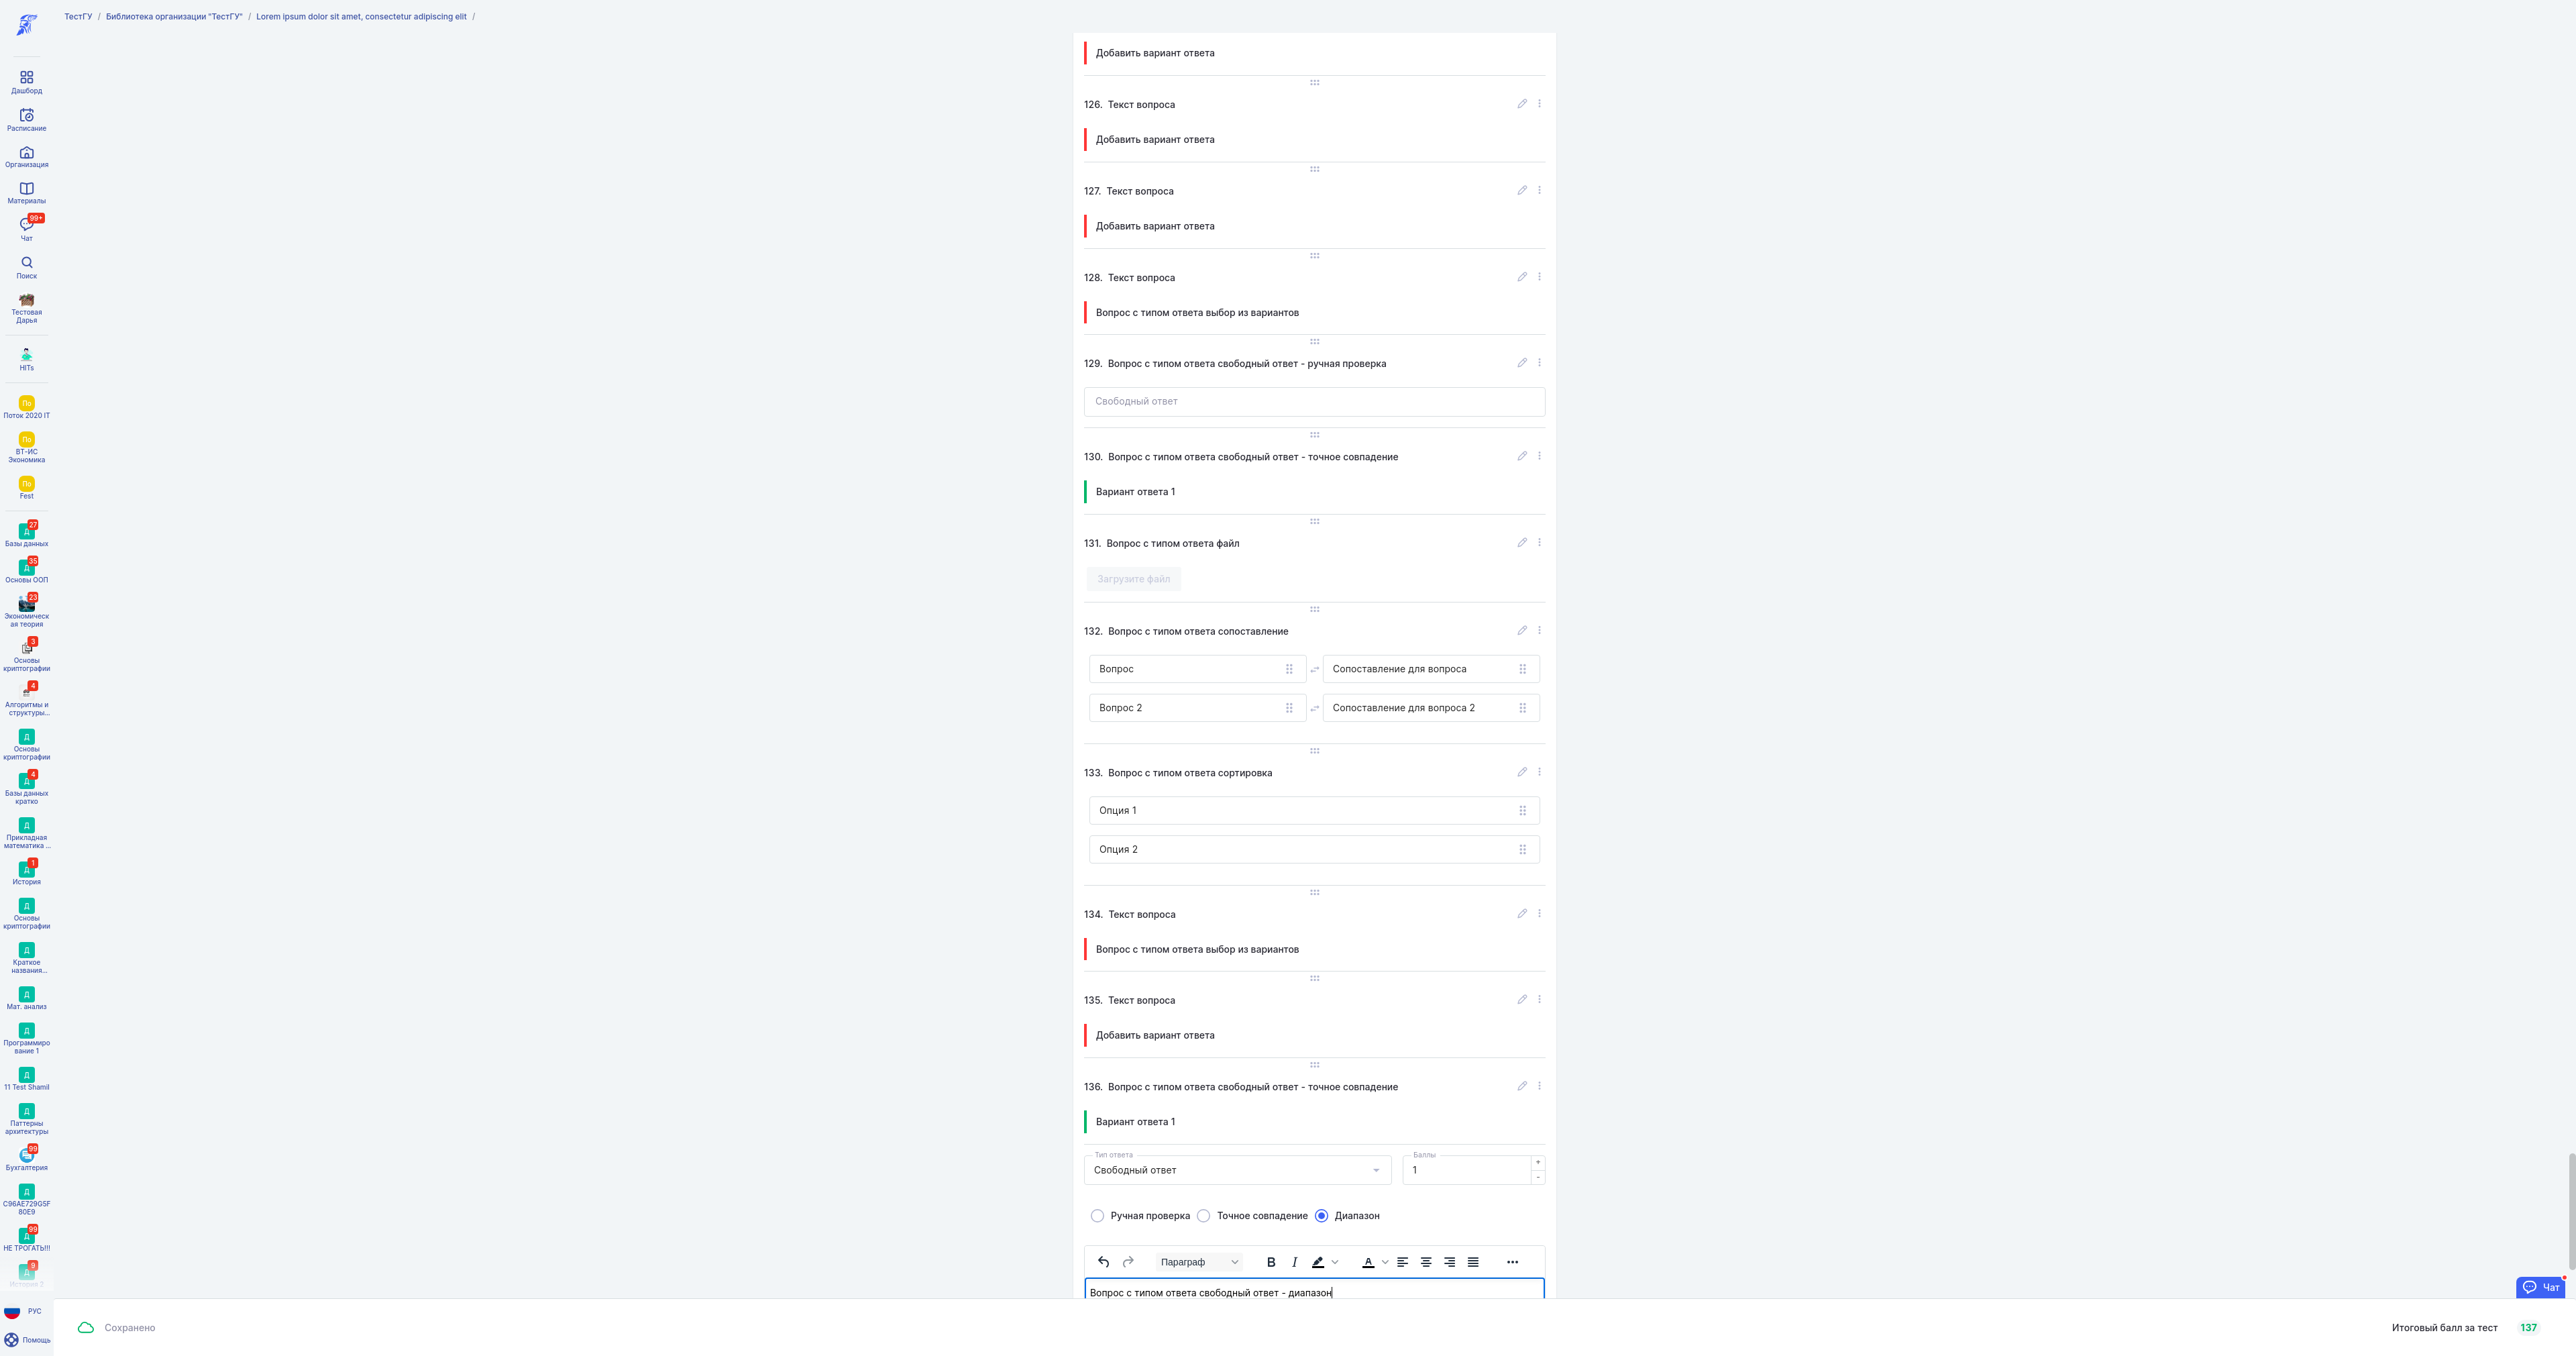 ТестГУ / Библиотека организации "ТестГУ" / Lorem ipsum dolor sit amet, consectetur adipiscing elit /
Дашборд
Расписание
Организация
Материалы
99+
Чат
Поиск
Тестовая
Дарья
HITs
По
Поток 2020 IT
По
ВТ-ИС
Экономика
По
Fest
27
Д
Базы данных
35
Д
Основы ООП
23
Экономическ
ая теория
3
Основы
криптографии
4
Алгоритмы и
структуры...
Д
Основы
криптографии
4
Д
Базы данных
кратко
Д
Прикладная
математика ...
1
Д
История
Д
Основы
криптографии
Д
Краткое
названия...
Д
Мат. анализ
Д
Программиро
вание 1
Д
11 Test Shamil
Д
Паттерны
архитектуры
99
Бухгалтерия
Д
C96AE729G5F
80E9
99
Д
НЕ ТРОГАТЬ!!!
9
Д
История 2
РУС
Помощь
Добавить вариант ответа
126. Текст вопроса
Добавить вариант ответа
127. Текст вопроса
Добавить вариант ответа
128. Текст вопроса
Вопрос с типом ответа выбор из вариантов
129. Вопрос с типом ответа свободный ответ - ручная проверка
Свободный ответ
130. Вопрос с типом ответа свободный ответ - точное совпадение
Вариант ответа 1
131. Вопрос с типом ответа файл
Загрузите файл
132. Вопрос с типом ответа сопоставление
Вопрос Сопоставление для вопроса
Вопрос 2 Сопоставление для вопроса 2
133. Вопрос с типом ответа сортировка
Опция 1
Опция 2
134. Текст вопроса
Вопрос с типом ответа выбор из вариантов
135. Текст вопроса
Добавить вариант ответа
136. Вопрос с типом ответа свободный ответ - точное совпадение
Вариант ответа 1
Тип ответа Баллы
Свободный ответ 1 + -
Ручная проверка Точное совпадение Диапазон
Параграф B I A
Вопрос с типом ответа свободный ответ - диапазон
Чат
Сохранено
Итоговый балл за тест 137